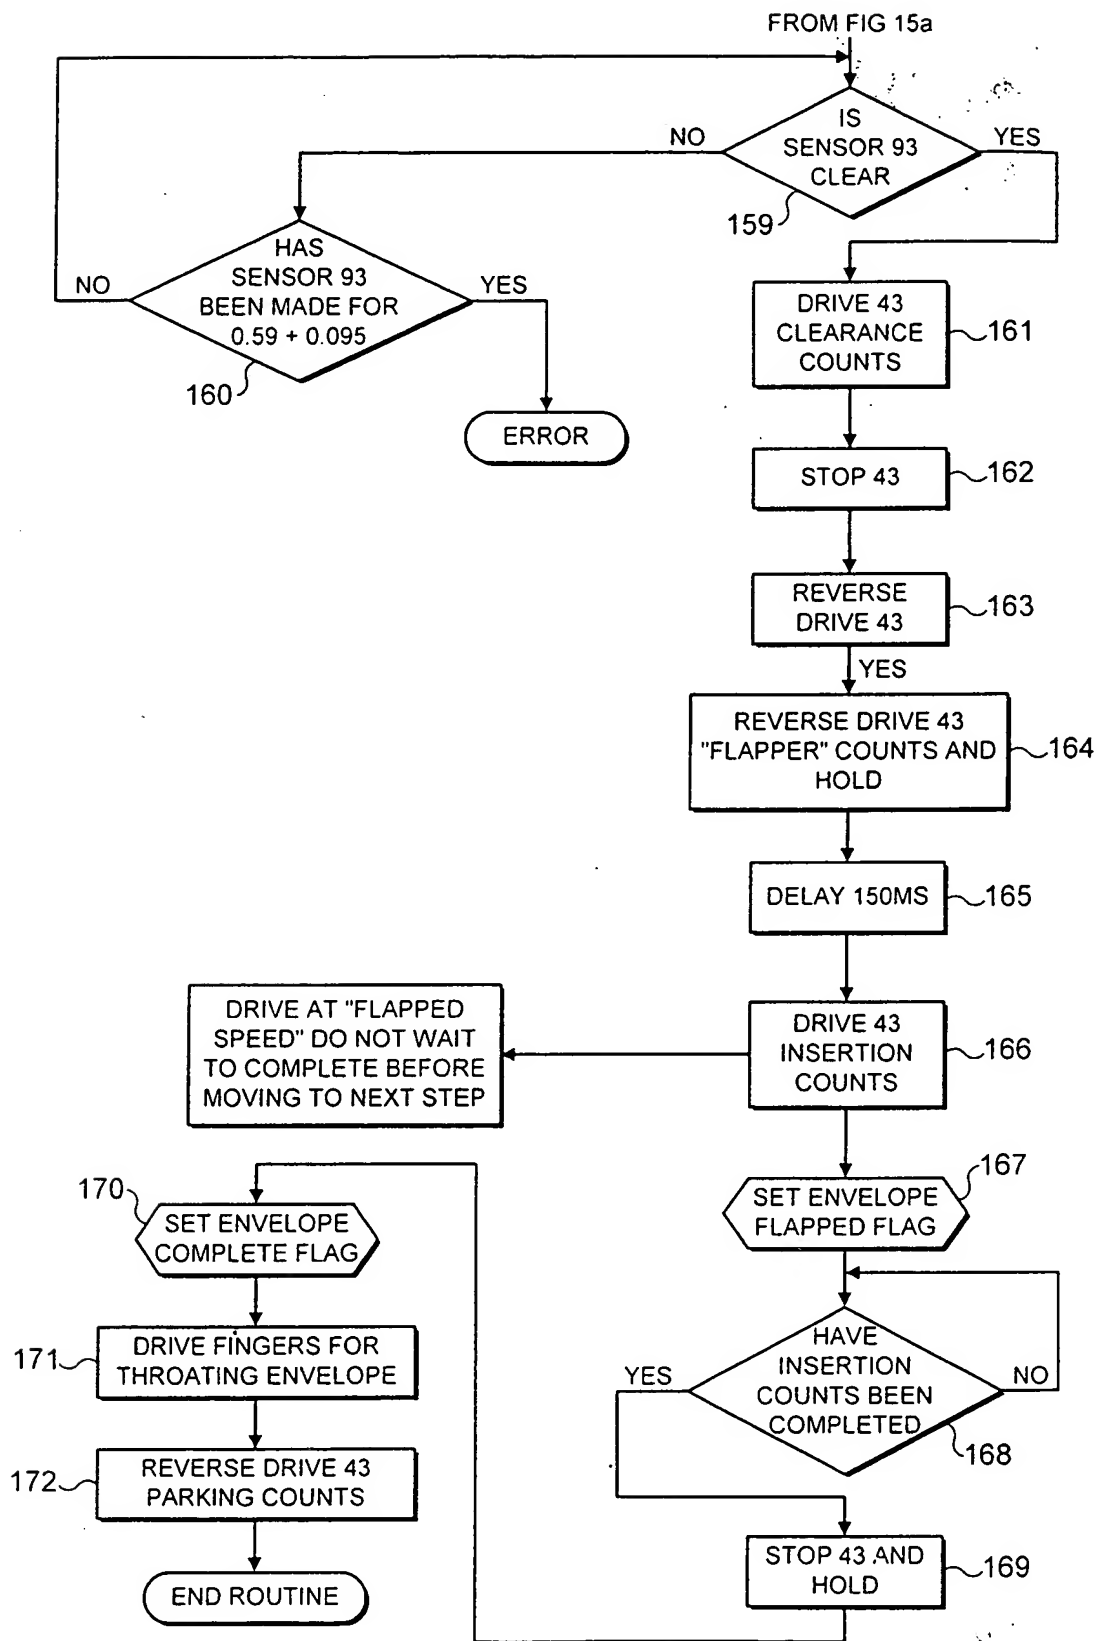 FROM FIG 15a
IS
SENSOR 93
CLEAR
NO
YES
159
HAS
SENSOR 93
BEEN MADE FOR
0.59 + 0.095
NO
YES
160
ERROR
DRIVE 43
CLEARANCE
COUNTS
161
STOP 43
162
REVERSE
DRIVE 43
163
YES
REVERSE DRIVE 43
"FLAPPER" COUNTS AND
HOLD
164
DELAY 150MS
165
DRIVE 43
INSERTION
COUNTS
166
DRIVE AT "FLAPPED
SPEED" DO NOT WAIT
TO COMPLETE BEFORE
MOVING TO NEXT STEP
167
SET ENVELOPE
FLAPPED FLAG
HAVE
INSERTION
COUNTS BEEN
COMPLETED
YES
NO
168
STOP 43 AND
HOLD
169
170
SET ENVELOPE
COMPLETE FLAG
171
DRIVE FINGERS FOR
THROATING ENVELOPE
172
REVERSE DRIVE 43
PARKING COUNTS
END ROUTINE